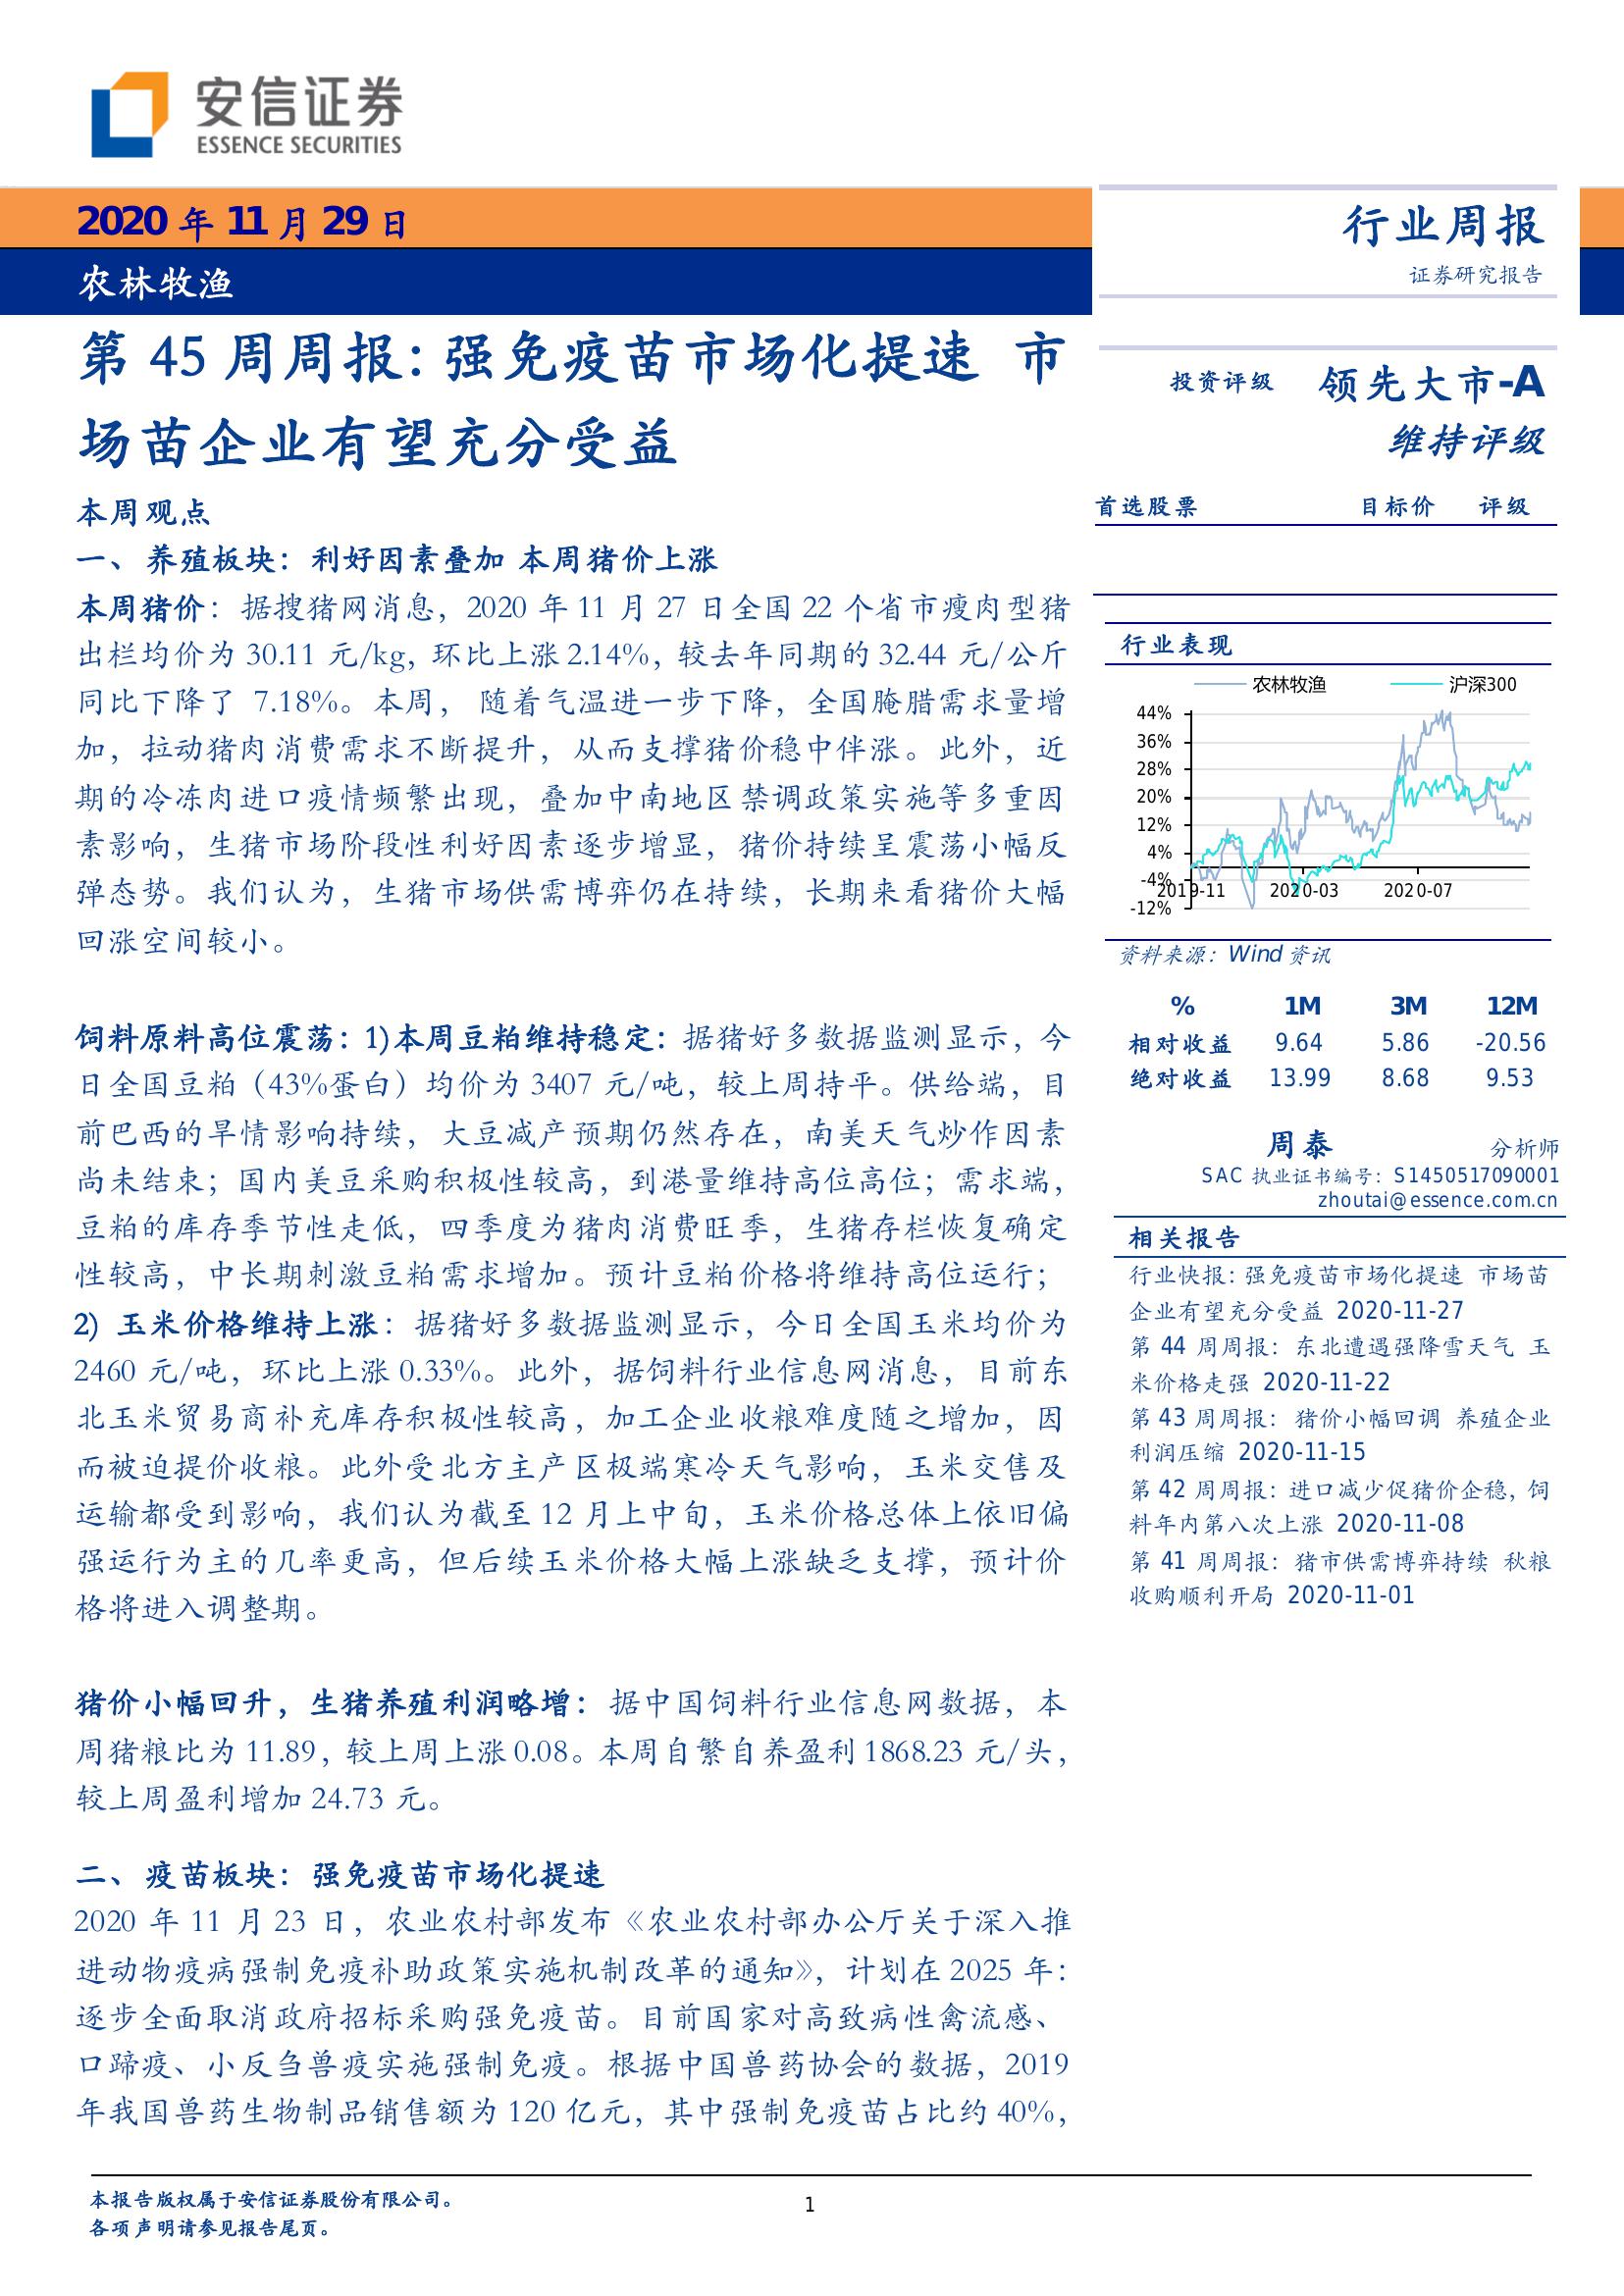 安信证券
ESSENCE SECURITIES
2020 年 11 月 29 日
农林牧渔
行业周报
证券研究报告
第 45 周周报：强免疫苗市场化提速 市
场苗企业有望充分受益
本周观点
一、 养殖板块：利好因素叠加 本周猪价上涨
本周猪价：据搜猪网消息，2020 年 11 月 27 日全国 22 个省市瘦肉型猪
出栏均价为 30.11 元/kg，环比上涨 2.14%，较去年同期的 32.44 元/公斤
同比下降了 7.18%。本周， 随着气温进一步下降，全国腌腊需求量增
加，拉动猪肉消费需求不断提升，从而支撑猪价稳中伴涨。此外，近
期的冷冻肉进口疫情频繁出现，叠加中南地区禁调政策实施等多重因
素影响，生猪市场阶段性利好因素逐步增显，猪价持续呈震荡小幅反
弹态势。我们认为，生猪市场供需博弈仍在持续，长期来看猪价大幅
回涨空间较小。
饲料原料高位震荡：1)本周豆粕维持稳定：据猪好多数据监测显示，今
日全国豆粕（43%蛋白）均价为 3407 元/吨，较上周持平。供给端，目
前巴西的旱情影响持续，大豆减产预期仍然存在，南美天气炒作因素
尚未结束；国内美豆采购积极性较高，到港量维持高位高位；需求端，
豆粕的库存季节性走低，四季度为猪肉消费旺季，生猪存栏恢复确定
性较高，中长期刺激豆粕需求增加。预计豆粕价格将维持高位运行；
2) 玉米价格维持上涨：据猪好多数据监测显示，今日全国玉米均价为
2460 元/吨，环比上涨 0.33%。此外，据饲料行业信息网消息，目前东
北玉米贸易商补充库存积极性较高，加工企业收粮难度随之增加，因
而被迫提价收粮。此外受北方主产区极端寒冷天气影响，玉米交售及
运输都受到影响，我们认为截至 12 月上中旬，玉米价格总体上依旧偏
强运行为主的几率更高，但后续玉米价格大幅上涨缺乏支撑，预计价
格将进入调整期。
猪价小幅回升，生猪养殖利润略增：据中国饲料行业信息网数据，本
周猪粮比为 11.89，较上周上涨 0.08。本周自繁自养盈利 1868.23 元/头，
较上周盈利增加 24.73 元。
二、 疫苗板块：强免疫苗市场化提速
2020 年 11 月 23 日，农业农村部发布《农业农村部办公厅关于深入推
进动物疫病强制免疫补助政策实施机制改革的通知》，计划在 2025 年：
逐步全面取消政府招标采购强免疫苗。目前国家对高致病性禽流感、
口蹄疫、小反刍兽疫实施强制免疫。根据中国兽药协会的数据，2019
年我国兽药生物制品销售额为 120 亿元，其中强制免疫苗占比约 40%，
投资评级 领先大市-A
维持评级
首选股票 目标价 评级
行业表现
农林牧渔 沪深300
44%
36%
28%
20%
12%
4%
-4%
-12%
2019-11 2020-03 2020-07
资料来源：Wind 资讯
% 1M 3M 12M
相对收益 9.64 5.86 -20.56
绝对收益 13.99 8.68 9.53
周泰 分析师
SAC 执业证书编号：S1450517090001
zhoutai@essence.com.cn
相关报告
行业快报：强免疫苗市场化提速 市场苗
企业有望充分受益 2020-11-27
第 44 周周报：东北遭遇强降雪天气 玉
米价格走强 2020-11-22
第 43 周周报：猪价小幅回调 养殖企业
利润压缩 2020-11-15
第 42 周周报：进口减少促猪价企稳，饲
料年内第八次上涨 2020-11-08
第 41 周周报：猪市供需博弈持续 秋粮
收购顺利开局 2020-11-01
本报告版权属于安信证券股份有限公司。
各项声明请参见报告尾页。
1